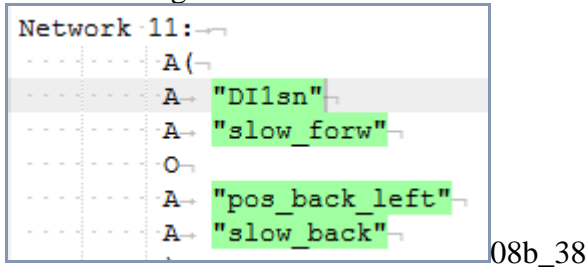 Network 11:
A(
A "DI1sn"
A "slow_forw"
O
A "pos_back_left"
A "slow_back"
08b_38